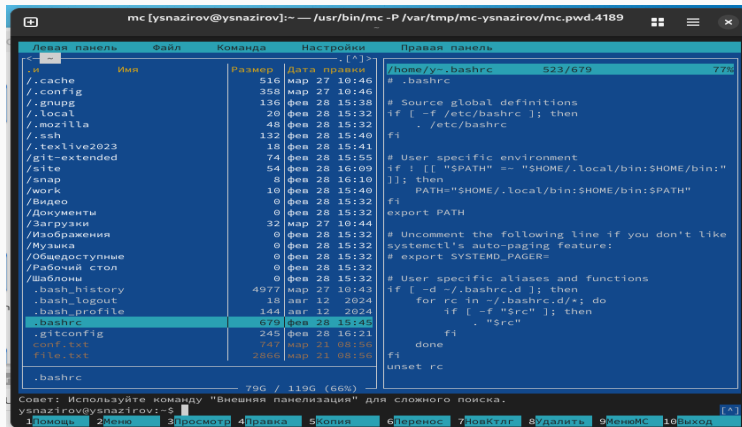 mc [ysnazirov@ysnazirov]:~ — /usr/bin/mc -P /var/tmp/mc-ysnazirov/mc.pwd.4189
Левая панель Файл Команда Настройки Правая панель
<— ~ .[^]>
.и Имя Размер Дата правки
/.cache 516 мар 27 10:46
/.config 358 мар 27 10:46
/.gnupg 136 фев 28 15:38
/.local 20 фев 28 15:32
/.mozilla 48 фев 28 15:32
/.ssh 132 фев 28 15:40
/.texlive2023 18 фев 28 15:41
/git-extended 74 фев 28 15:55
/site 54 фев 28 16:09
/snap 8 фев 28 16:10
/work 10 фев 28 15:40
/Видео 0 фев 28 15:32
/Документы 0 фев 28 15:32
/Загрузки 32 мар 27 10:44
/Изображения 0 фев 28 15:32
/Музыка 0 фев 28 15:32
/Общедоступные 0 фев 28 15:32
/Рабочий стол 0 фев 28 15:32
/Шаблоны 0 фев 28 15:32
.bash_history 4977 мар 27 10:43
.bash_logout 18 авг 12 2024
.bash_profile 144 авг 12 2024
.bashrc 679 фев 28 15:45
.gitconfig 245 фев 28 16:21
conf.txt 747 мар 21 08:56
file.txt 2866 мар 21 08:56
.bashrc
79G / 119G (66%)
/home/y~.bashrc 523/679 77%
# .bashrc
# Source global definitions
if [ -f /etc/bashrc ]; then
. /etc/bashrc
fi
# User specific environment
if ! [[ "$PATH" =~ "$HOME/.local/bin:$HOME/bin:"
]]; then
PATH="$HOME/.local/bin:$HOME/bin:$PATH"
fi
export PATH
# Uncomment the following line if you don't like
systemctl's auto-paging feature:
# export SYSTEMD_PAGER=
# User specific aliases and functions
if [ -d ~/.bashrc.d ]; then
for rc in ~/.bashrc.d/*; do
if [ -f "$rc" ]; then
. "$rc"
fi
done
fi
unset rc
Совет: Используйте команду "Внешняя панелизация" для сложного поиска.
ysnazirov@ysnazirov:~$ [^]
1Помощь 2Меню 3Просмотр 4Правка 5Копия 6Перенос 7НовКтлг 8Удалить 9МенюMC 10Выход